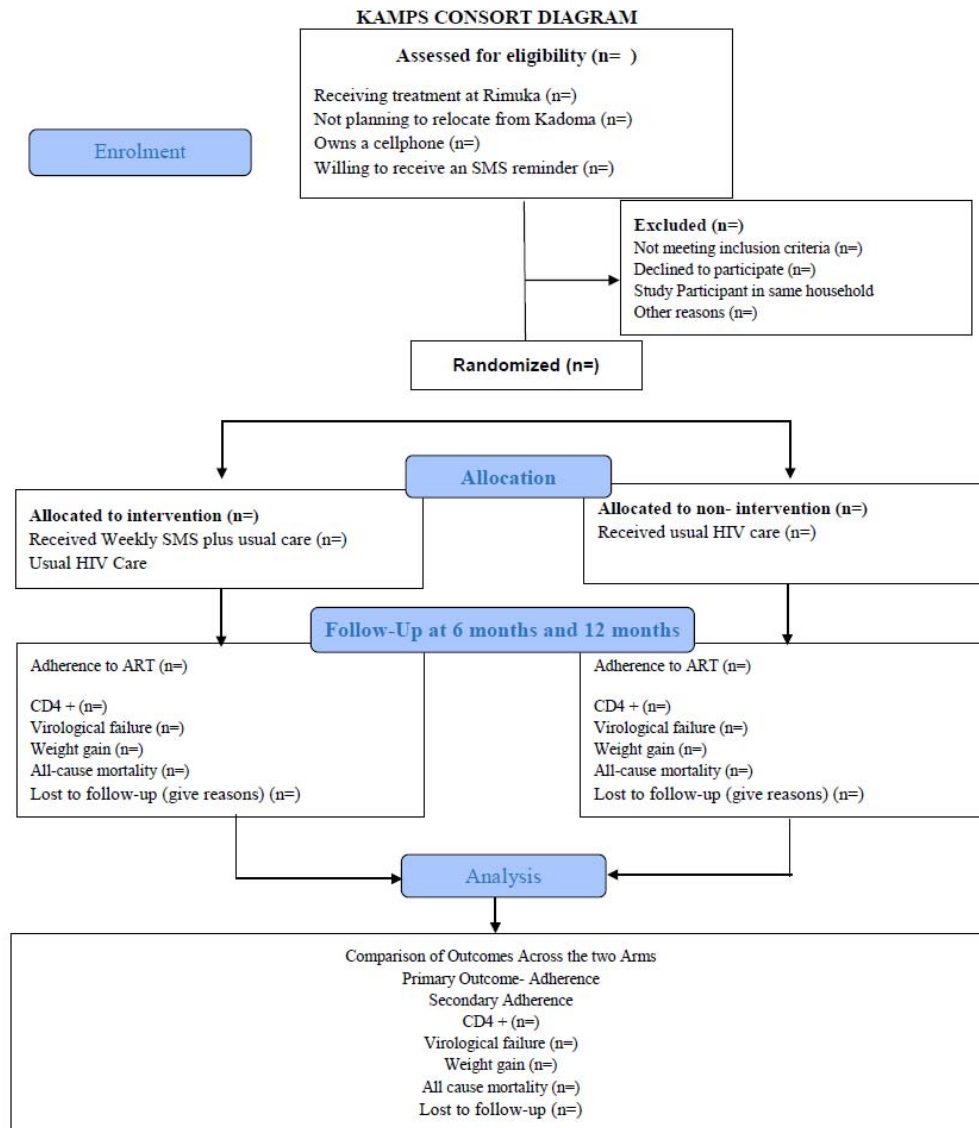 KAMPS CONSORT DIAGRAM
Assessed for eligibility (n=  )
Receiving treatment at Rimuka (n=)
Not planning to relocate from Kadoma (n=)
Owns a cellphone (n=)
Willing to receive an SMS reminder (n=)
Enrolment
Excluded (n=)
Not meeting inclusion criteria (n=)
Declined to participate (n=)
Study Participant in same household
Other reasons (n=)
Randomized (n=)
Allocation
Allocated to intervention (n=)
Received Weekly SMS plus usual care (n=)
Usual HIV Care
Allocated to non- intervention (n=)
Received usual HIV care (n=)
Follow-Up at 6 months and 12 months
Adherence to ART (n=)
CD4 + (n=)
Virological failure (n=)
Weight gain (n=)
All-cause mortality (n=)
Lost to follow-up (give reasons) (n=)
Adherence to ART (n=)
CD4 + (n=)
Virological failure (n=)
Weight gain (n=)
All-cause mortality (n=)
Lost to follow-up (give reasons) (n=)
Analysis
Comparison of Outcomes Across the two Arms
Primary Outcome- Adherence
Secondary Adherence
CD4 + (n=)
Virological failure (n=)
Weight gain (n=)
All cause mortality (n=)
Lost to follow-up (n=)